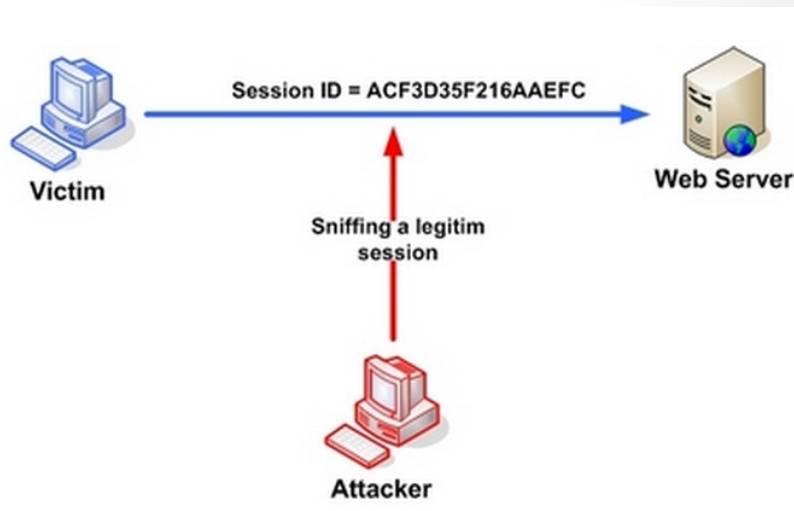 Session ID = ACF3D35F216AAEFC
Victim
Web Server
Sniffing a legitim
session
Attacker